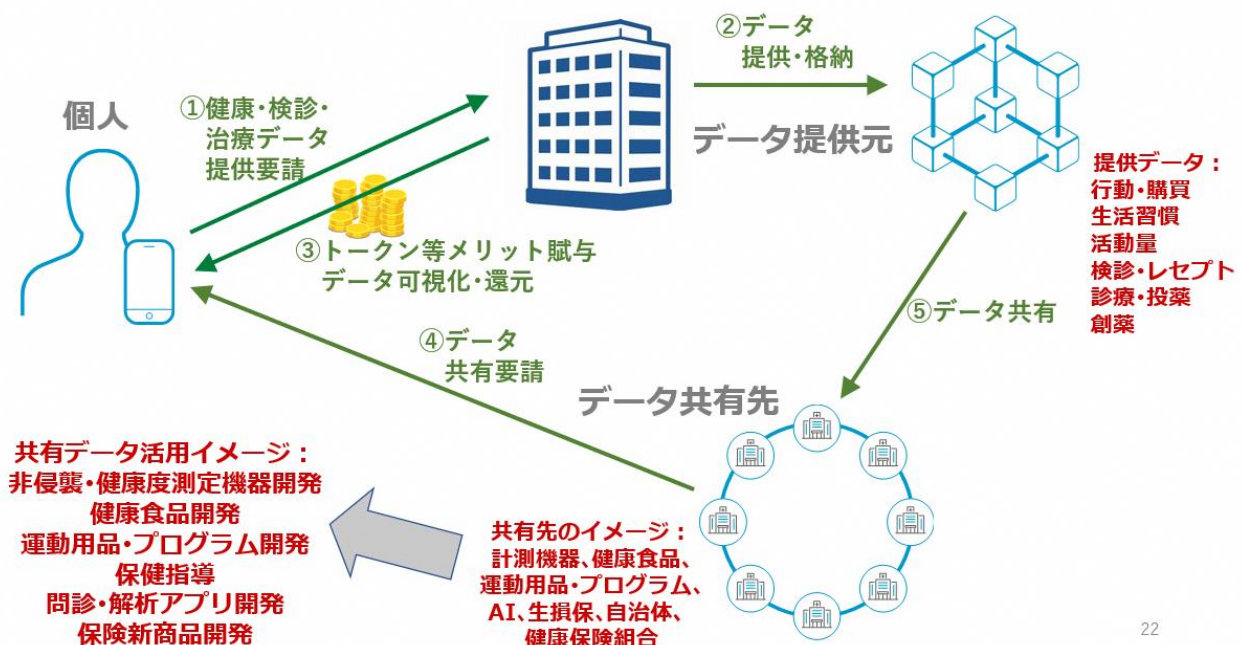 ②データ
提供・格納
個人
①健康・検診・
治療データ
提供要請
データ提供元
提供データ：
行動・購買
生活習慣
活動量
検診・レセプト
診療・投薬
創薬
③トークン等メリット賦与
データ可視化・還元
⑤データ共有
④データ
共有要請
データ共有先
共有データ活用イメージ：
非侵襲・健康度測定機器開発
健康食品開発
運動用品・プログラム開発
保健指導
問診・解析アプリ開発
保険新商品開発
共有先のイメージ：
計測機器、健康食品、
運動用品・プログラム、
AI、生損保、自治体、
健康保険組合
22